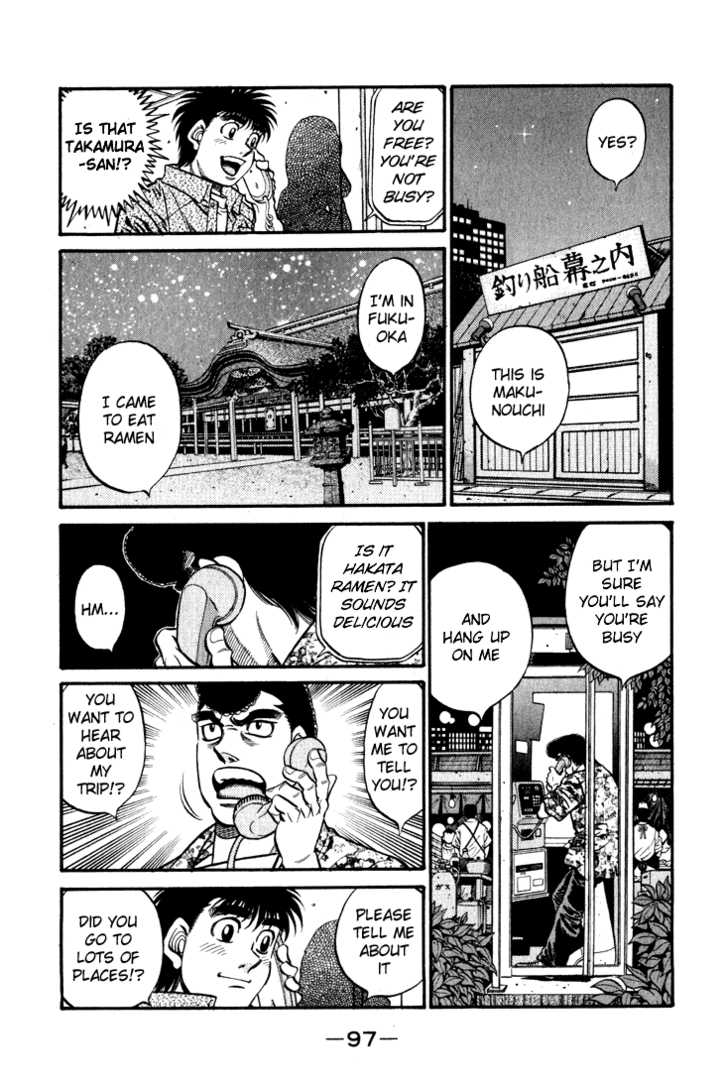 YES?
釣り船 幕之内
THIS IS
MAKU-
NOUCHI
ARE
YOU
FREE?
YOU'RE
NOT
BUSY?
IS THAT
TAKAMURA
-SAN!?
I'M IN
FUKU-
OKA
I CAME
TO EAT
RAMEN
BUT I'M
SURE
YOU'LL SAY
YOU'RE
BUSY
AND
HANG UP
ON ME
ガス
IS IT
HAKATA
RAMEN? IT
SOUNDS
DELICIOUS
HM...
YOU
WANT
ME TO
TELL
YOU!?
YOU
WANT TO
HEAR
ABOUT
MY
TRIP!?
PLEASE
TELL ME
ABOUT
IT
DID YOU
GO TO
LOTS OF
PLACES!?
—97—